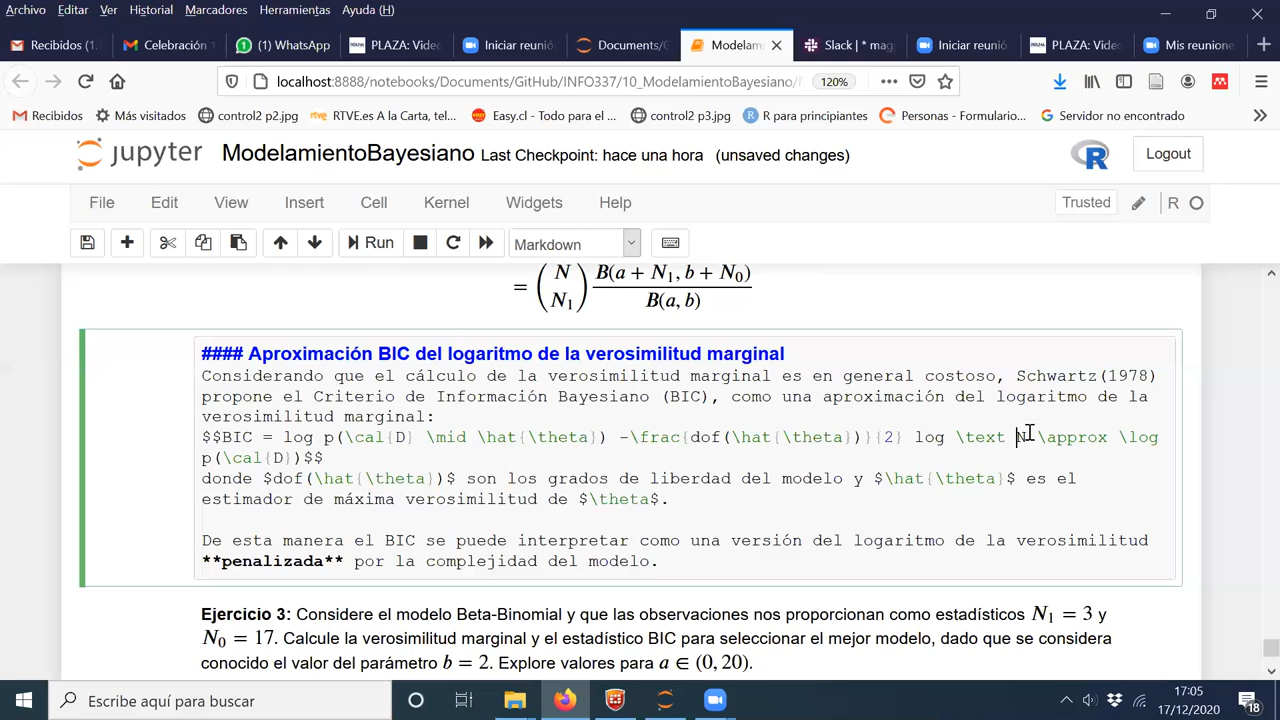 Archivo Editar Ver Historial Marcadores Herramientas Ayuda (H)
Recibidos (1. Celebración 1 (1) WhatsApp PLAZA: Videc Iniciar reunió Documents/C Modelam Slack | * mag Iniciar reunió PLAZA: Videc Mis reunione
localhost:8888/notebooks/Documents/GitHub/INFO337/10_ModelamientoBayesiano/ 120%
Recibidos Más visitados control2 p2.jpg RTVE.es A la Carta, tel... Easy.cl - Todo para el ... control2 p3.jpg R para principiantes Personas - Formulario... Servidor no encontrado
jupyter ModelamientoBayesiano Last Checkpoint: hace una hora (unsaved changes) Logout
File Edit View Insert Cell Kernel Widgets Help Trusted R
Run Markdown
= (N N₁) B(a + N₁, b + N₀) / B(a, b)
#### Aproximación BIC del logaritmo de la verosimilitud marginal
Considerando que el cálculo de la verosimilitud marginal es en general costoso, Schwartz(1978)
propone el Criterio de Información Bayesiano (BIC), como una aproximación del logaritmo de la
verosimilitud marginal:
$$BIC = log p(\cal{D} \mid \hat{\theta}) -\frac{dof(\hat{\theta})}{2} log \text N \approx \log
p(\cal{D})$$
donde $dof(\hat{\theta})$ son los grados de liberdad del modelo y $\hat{\theta}$ es el
estimador de máxima verosimilitud de $\theta$.
De esta manera el BIC se puede interpretar como una versión del logaritmo de la verosimilitud
**penalizada** por la complejidad del modelo.
Ejercicio 3: Considere el modelo Beta-Binomial y que las observaciones nos proporcionan como estadísticos N₁ = 3 y
N₀ = 17. Calcule la verosimilitud marginal y el estadístico BIC para seleccionar el mejor modelo, dado que se considera
conocido el valor del parámetro b = 2. Explore valores para a ∈ (0, 20).
Escribe aquí para buscar
17:05
17/12/2020
18